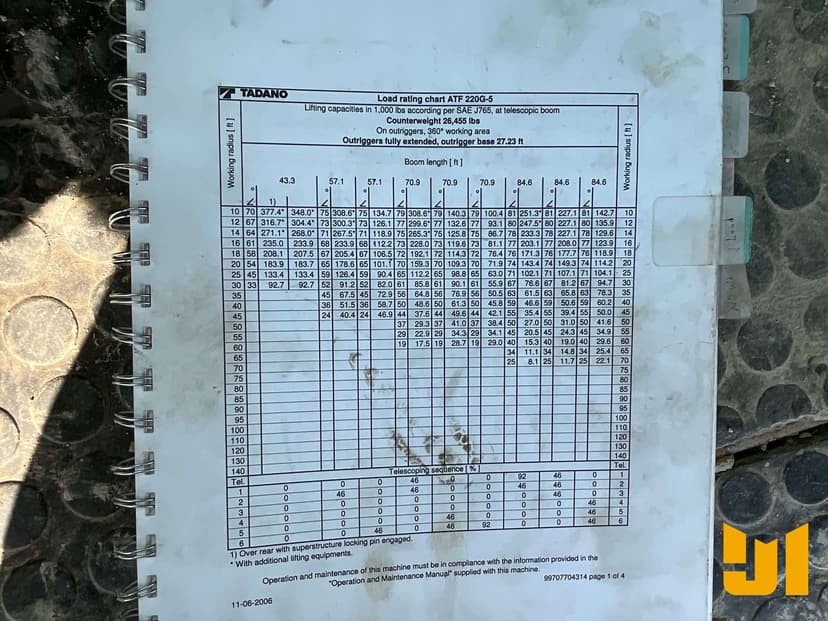 TADANO Load rating chart ATF 220G-5
Lifting capacities in 1,000 lbs according per SAE J765, at telescopic boom
Counterweight 26,455 lbs
On outriggers, 360° working area
Outriggers fully extended, outrigger base 27.23 ft
Working radius [ ft ]
Boom length [ ft ]
Working radius [ ft ]
43.3 57.1 57.1 70.9 70.9 70.9 84.6 84.6 84.6
° 1) ° ° ° ° ° ° ° °
10 70 377.4* 348.0* 75 308.6* 75 134.7 79 308.6* 79 140.3 79 100.4 81 251.3* 81 227.1 81 142.7 10
12 67 316.7* 304.4* 73 300.3* 73 126.1 77 299.6* 77 132.6 77 93.1 80 247.5* 80 227.1 80 135.9 12
14 64 271.1* 268.0* 71 267.5* 71 118.9 75 265.3* 75 125.8 75 86.7 78 233.3 78 227.1 78 129.6 14
16 61 235.0 233.9 68 233.9 68 112.2 73 228.0 73 119.6 73 81.1 77 203.1 77 208.0 77 123.9 16
18 58 208.1 207.5 67 205.4 67 106.5 72 192.1 72 114.3 72 76.4 76 171.3 76 177.7 76 118.9 18
20 54 183.9 183.7 65 178.6 65 101.1 70 159.3 70 109.3 70 71.9 74 143.4 74 149.3 74 114.2 20
25 45 133.4 133.4 59 126.4 59 90.4 65 112.2 65 98.8 65 63.0 71 102.1 71 107.1 71 104.1 25
30 33 92.7 92.7 52 91.2 52 82.0 61 85.8 61 90.1 61 55.9 67 76.6 67 81.2 67 94.7 30
35 45 67.5 45 72.9 56 64.8 56 76.9 56 50.5 63 61.5 63 65.8 63 78.3 35
40 36 51.5 36 58.7 50 48.6 50 61.3 50 45.8 59 46.6 59 50.6 59 60.2 40
45 24 40.4 24 46.9 44 37.6 44 49.6 44 42.1 55 35.4 55 39.4 55 50.0 45
50 37 29.3 37 41.0 37 38.4 50 27.0 50 31.0 50 41.6 50
55 29 22.9 29 34.3 29 34.1 45 20.5 45 24.3 45 34.9 55
60 19 17.5 19 28.7 19 29.0 40 15.3 40 19.0 40 29.6 60
65 34 11.1 34 14.8 34 25.4 65
70 25 8.1 25 11.7 25 22.1 70
75 75
80 80
85 85
90 90
95 95
100 100
110 110
120 120
130 130
140 140
Tel. Telescoping sequence [ % ] Tel.
1 0 0 0 46 0 0 92 46 0 1
2 0 46 0 46 0 0 46 46 0 2
3 0 0 0 0 0 0 0 46 0 3
4 0 0 0 0 0 0 0 0 46 4
5 0 0 0 0 46 0 0 0 46 5
6 0 0 46 0 46 92 0 0 46 6
1) Over rear with superstructure locking pin engaged.
* With additional lifting equipments.
Operation and maintenance of this machine must be in compliance with the information provided in the
"Operation and Maintenance Manual" supplied with this machine.
99707704314 page 1 of 4
11-06-2006